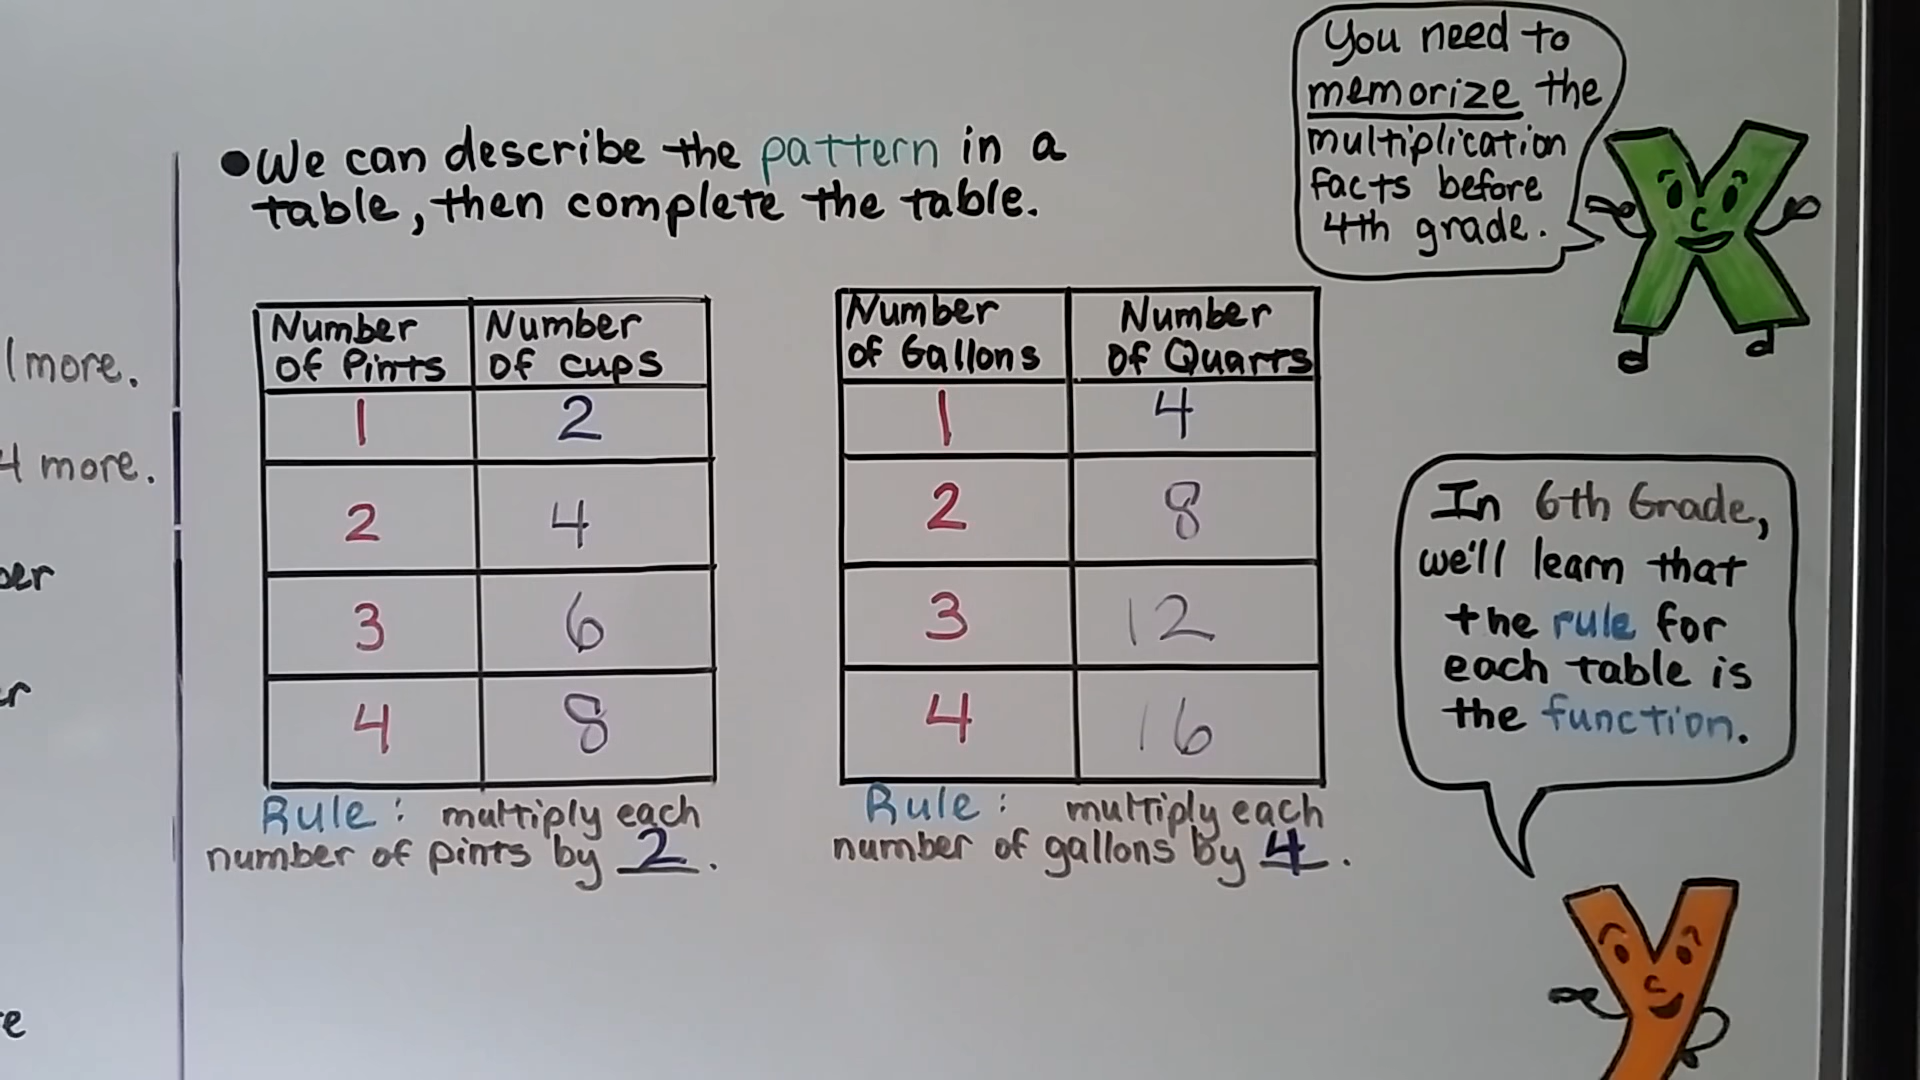 1 more.
4 more.
●We can describe the pattern in a
table, then complete the table.
Number
of Pints
Number
of cups
1
2
2
4
3
6
4
8
Rule: multiply each
number of pints by 2.
Number
of Gallons
Number
of Quarts
1
4
2
8
3
12
4
16
Rule: multiply each
number of gallons by 4.
You need to
memorize the
multiplication
facts before
4th grade.
X
In 6th Grade,
we'll learn that
the rule for
each table is
the function.
y